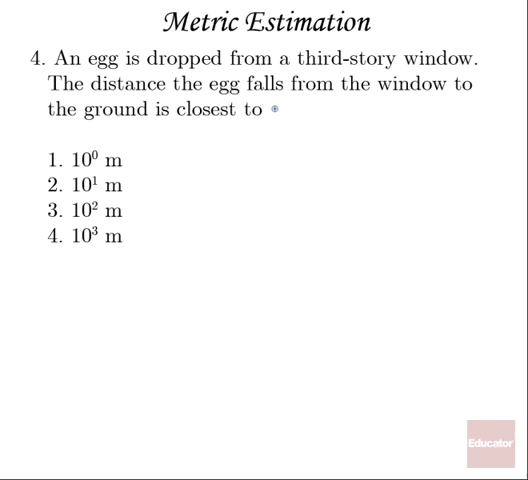 Metric Estimation
4. An egg is dropped from a third-story window.
The distance the egg falls from the window to
the ground is closest to
1. 10⁰ m
2. 10¹ m
3. 10² m
4. 10³ m
Educator